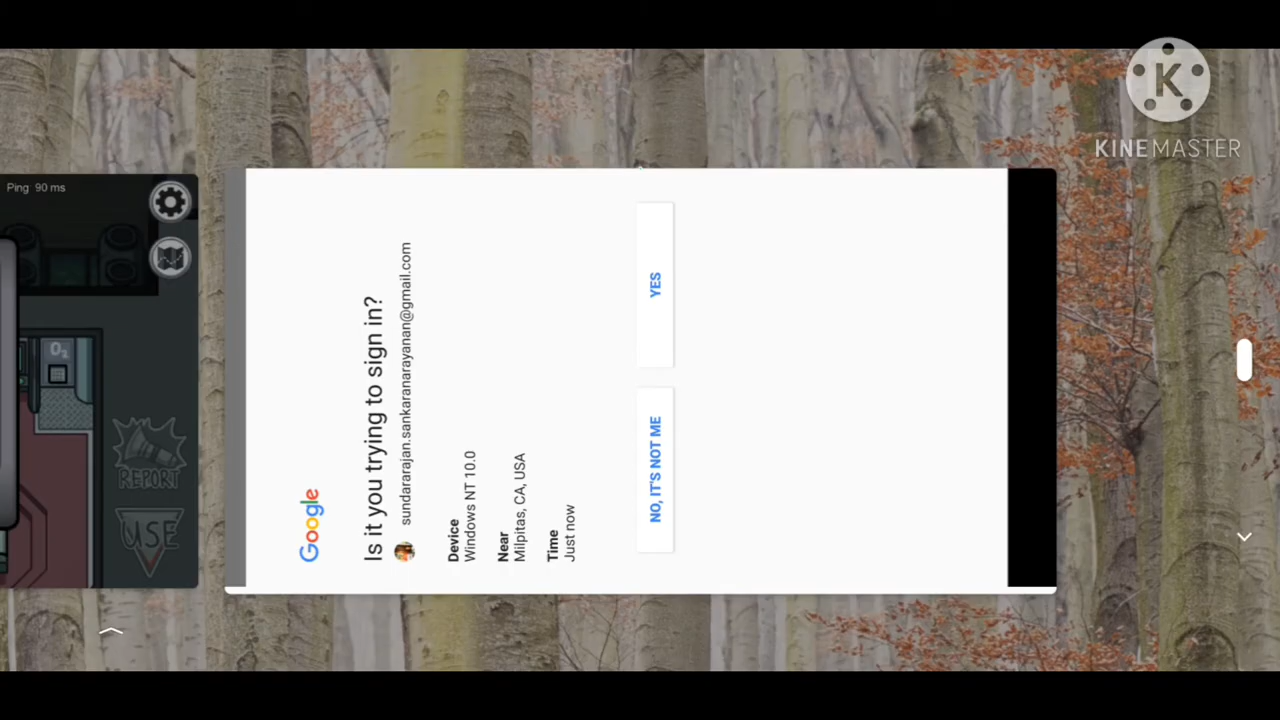 Ping 90 ms
O₂
REPORT
USE
Google
Is it you trying to sign in?
sundararajan.sankaranarayanan@gmail.com
Device
Windows NT 10.0
Near
Milpitas, CA, USA
Time
Just now
NO, IT'S NOT ME
YES
K
KINEMASTER